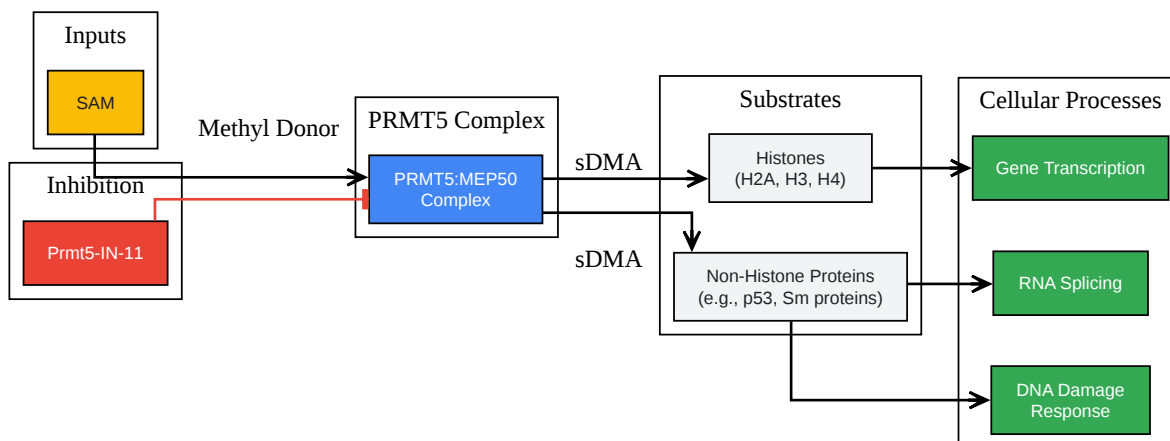 Inputs
SAM
Methyl Donor
Inhibition
Prmt5-IN-11
PRMT5 Complex
PRMT5:MEP50
Complex
sDMA
sDMA
Substrates
Histones
(H2A, H3, H4)
Non-Histone Proteins
(e.g., p53, Sm proteins)
Cellular Processes
Gene Transcription
RNA Splicing
DNA Damage
Response